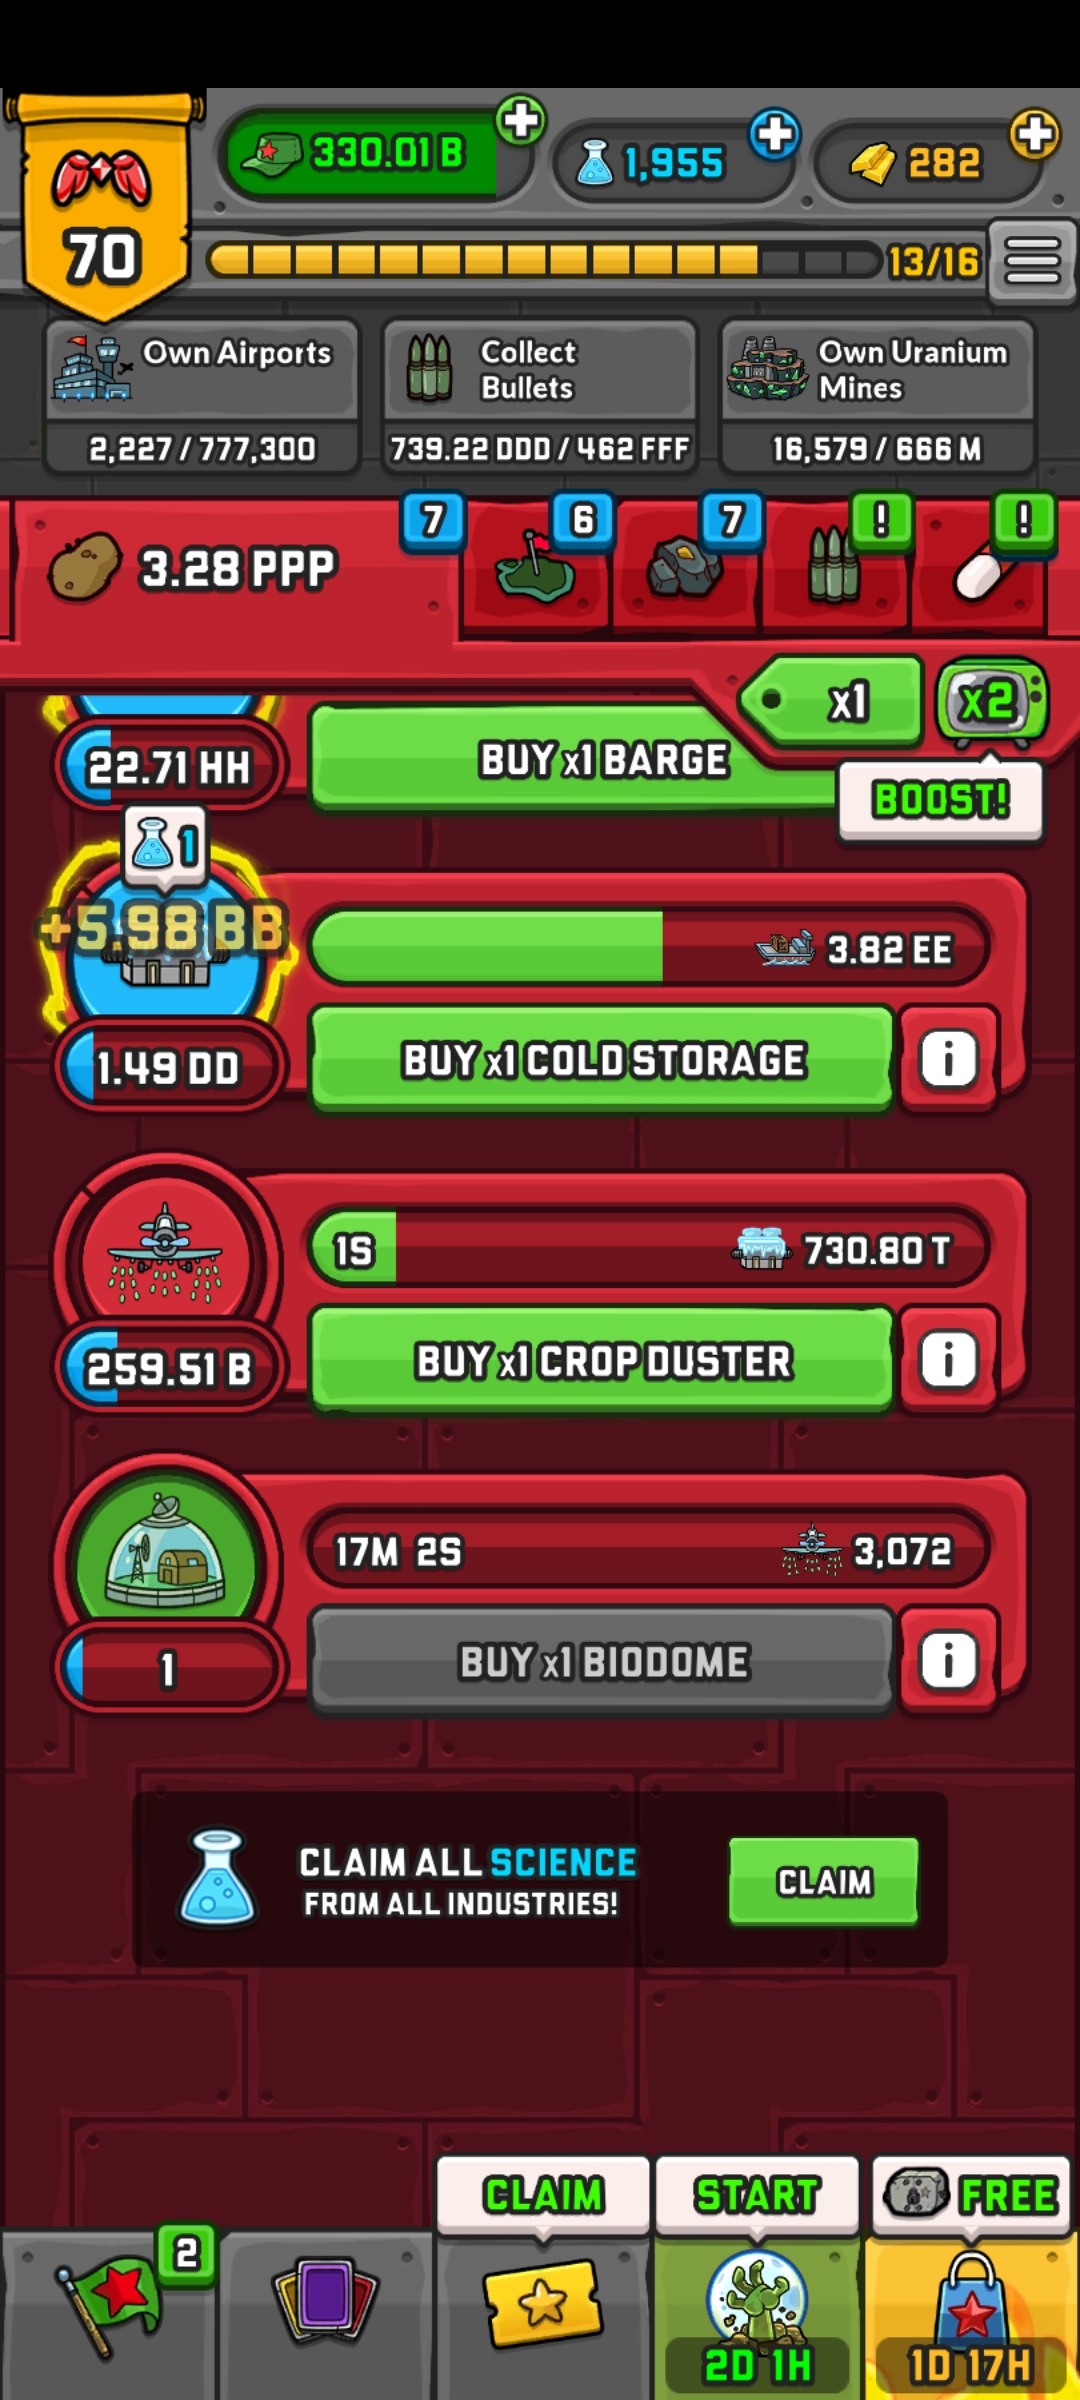 330.01 B
1,955
282
70
13/16
Own Airports
2,227 / 777,300
Collect
Bullets
739.22 DDD / 462 FFF
Own Uranium
Mines
16,579 / 666 M
3.28 PPP
7
6
7
!
!
x1
x2
BOOST!
22.71 HH
BUY x1 BARGE
1
+5.98 BB
3.82 EE
1.49 DD
BUY x1 COLD STORAGE
i
1S
730.80 T
259.51 B
BUY x1 CROP DUSTER
i
17M 2S
3,072
1
BUY x1 BIODOME
i
CLAIM ALL SCIENCE
FROM ALL INDUSTRIES!
CLAIM
CLAIM
START
FREE
2
2D 1H
1D 17H